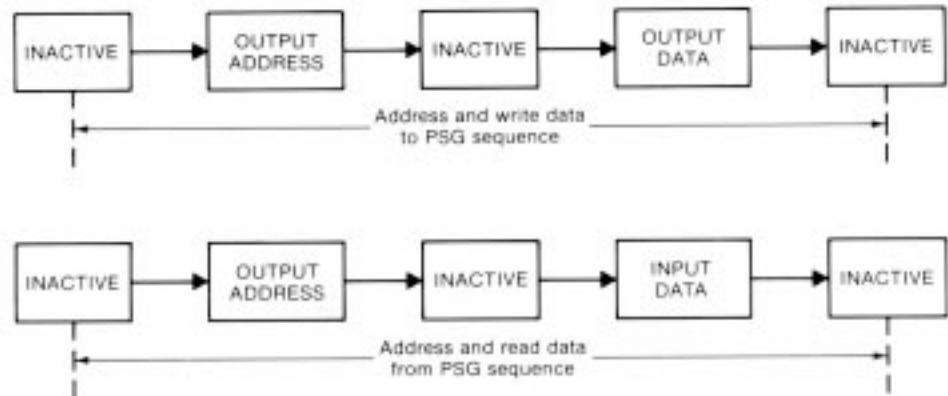 INACTIVE
OUTPUT
ADDRESS
INACTIVE
OUTPUT
DATA
INACTIVE
Address and write data
to PSG sequence
INACTIVE
OUTPUT
ADDRESS
INACTIVE
INPUT
DATA
INACTIVE
Address and read data
from PSG sequence